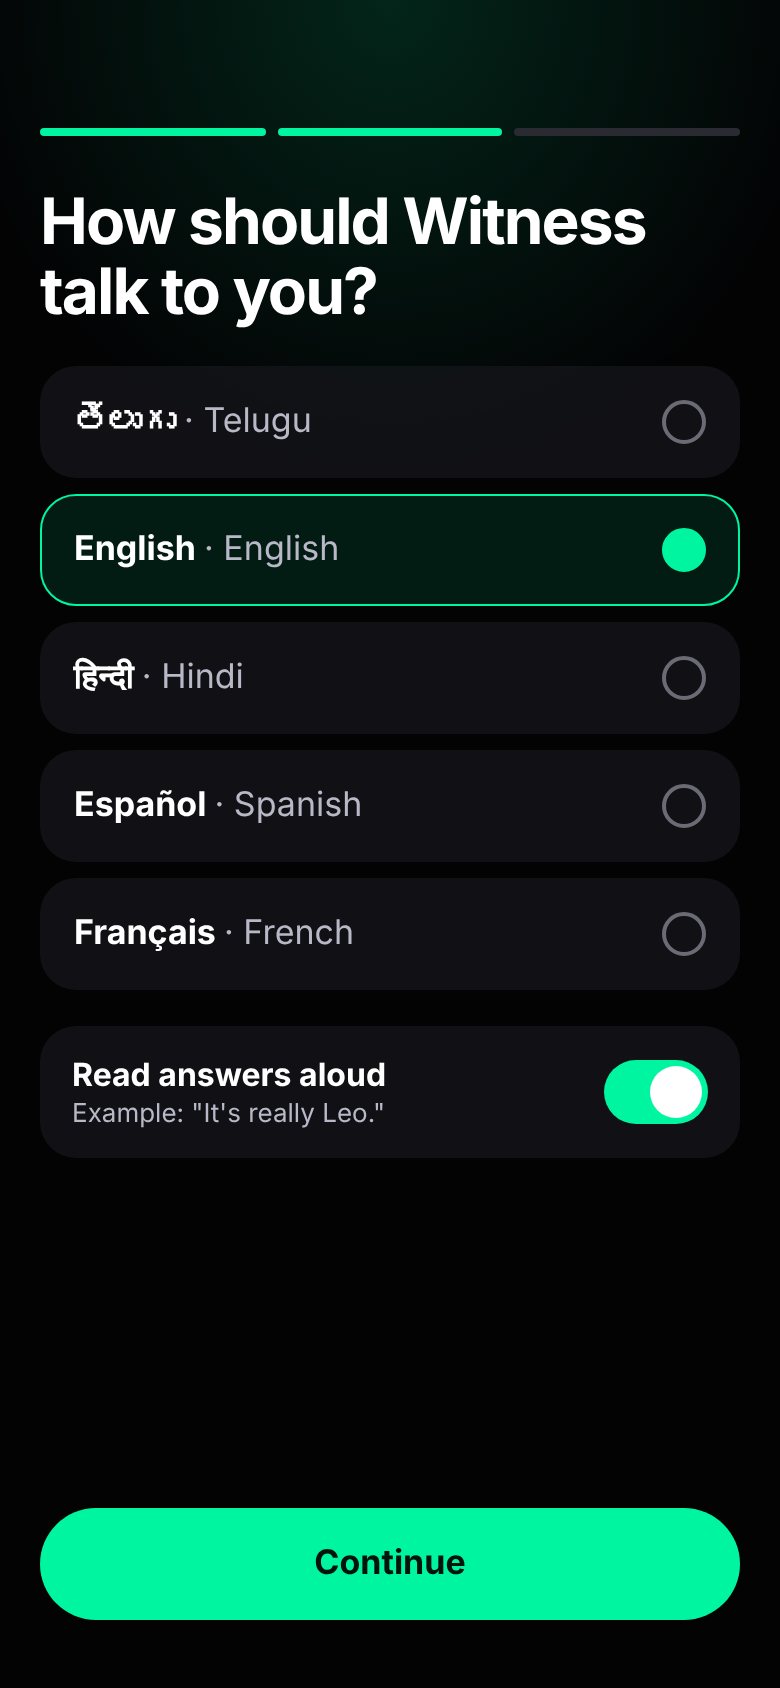 How should Witness
talk to you?
తెలుగు · Telugu
English · English
हिन्दी · Hindi
Español · Spanish
Français · French
Read answers aloud
Example: "It's really Leo."
Continue